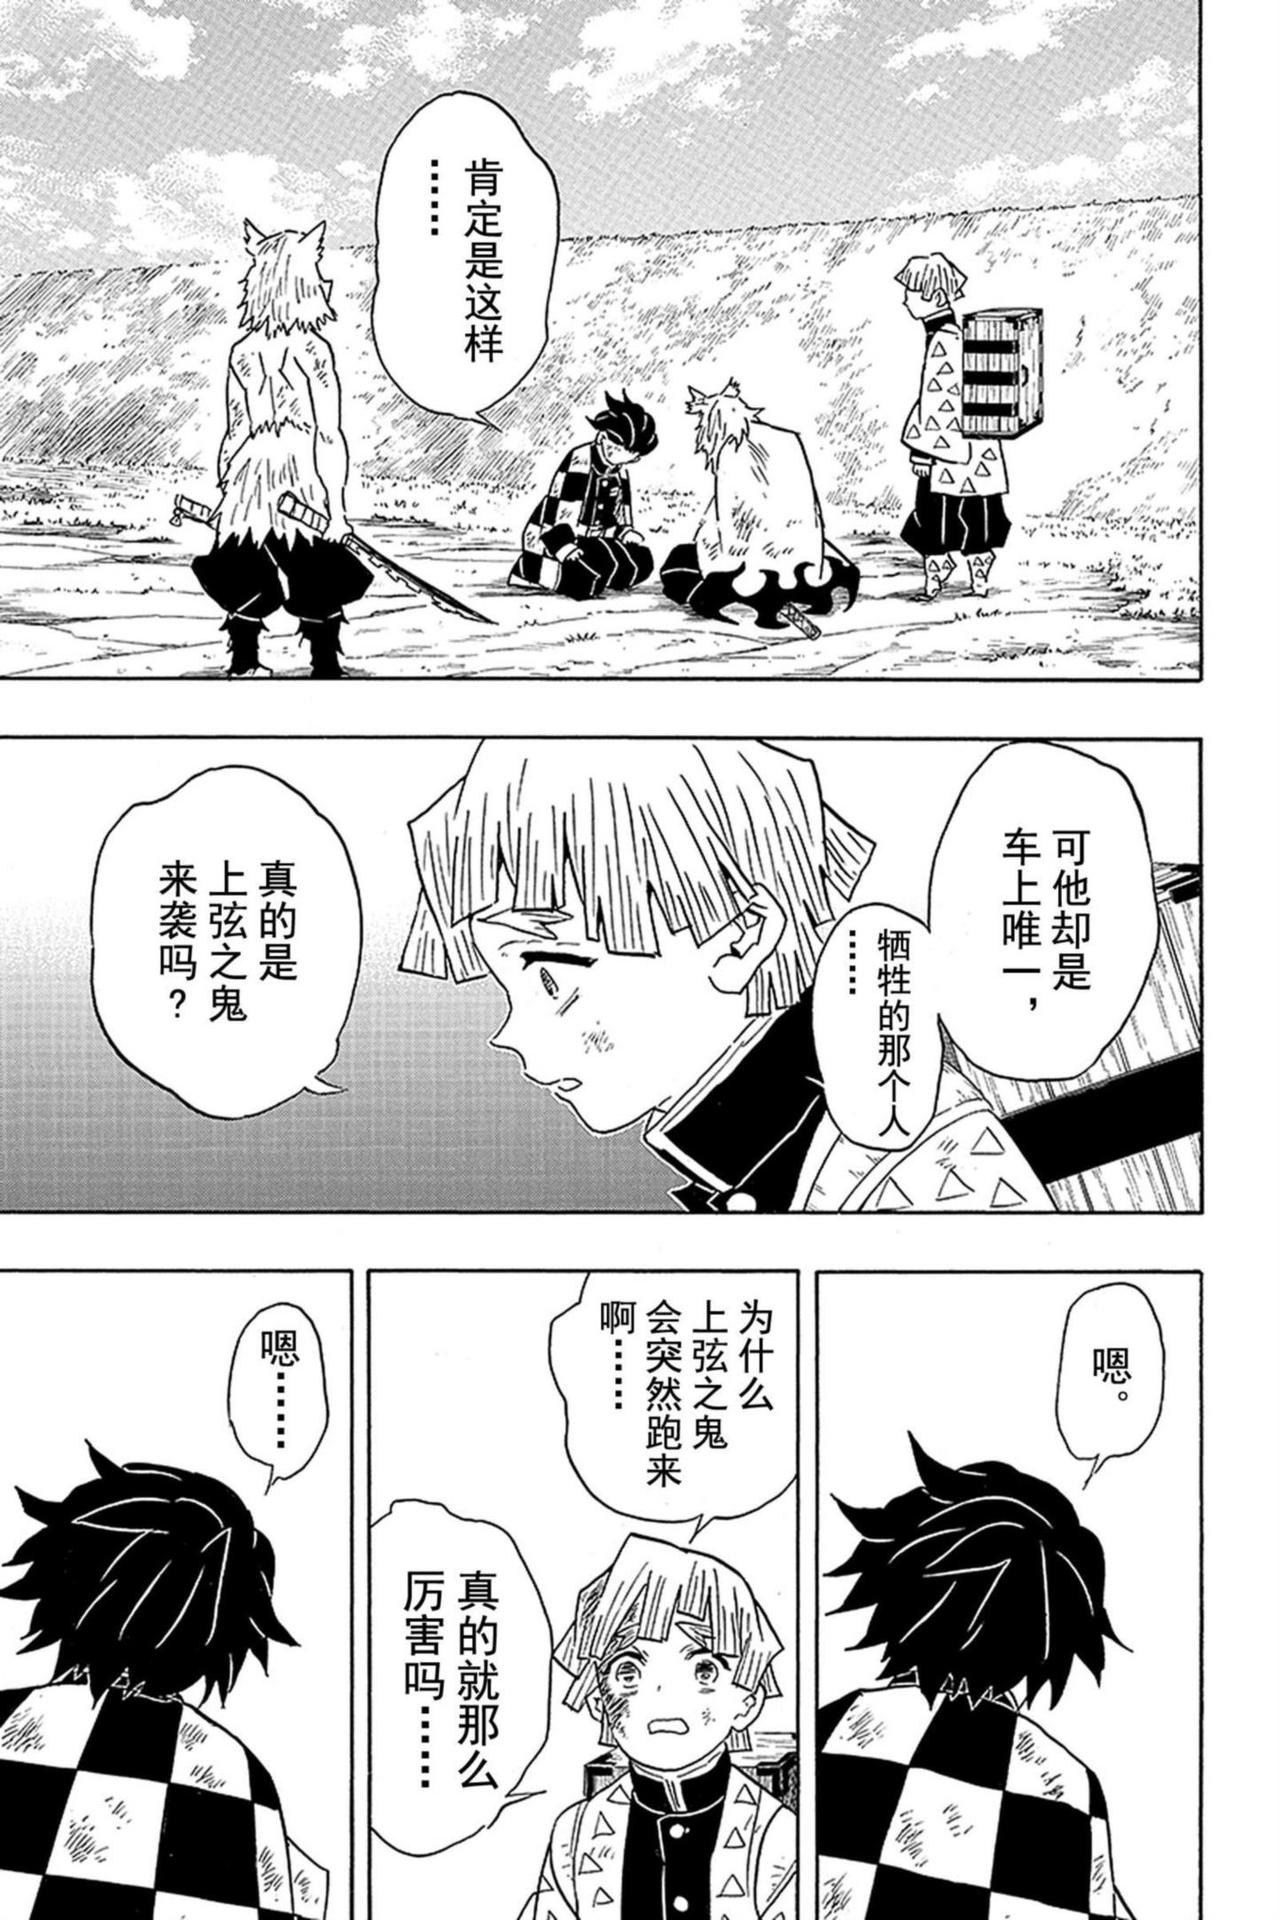 肯定是这样
……
可他却是
车上唯一，
牺牲的那个人
……
真的是
上弦之鬼
来袭吗？
嗯。
为什么
上弦之鬼
会突然跑来
啊……
真的就那么
厉害吗……
嗯……